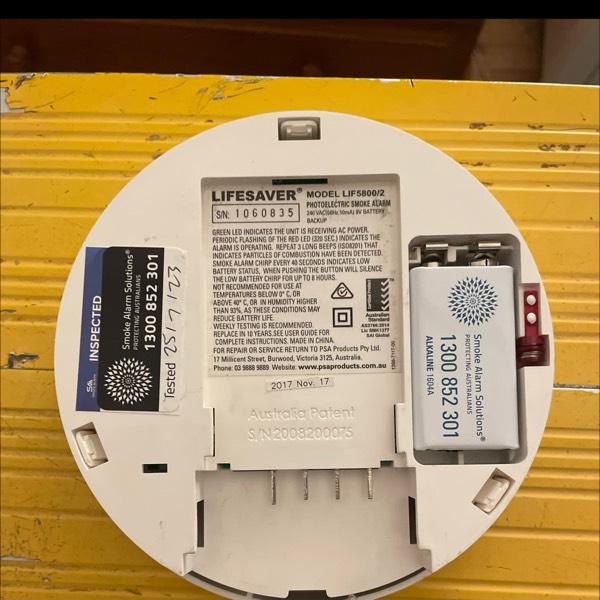 LIFESAVER® MODEL LIF5800/2
PHOTOELECTRIC SMOKE ALARM
S/N: 1060835
240 VAC(50Hz,10mA) 9V BATTERY
BACKUP
GREEN LED INDICATES THE UNIT IS RECEIVING AC POWER.
PERIODIC FLASHING OF THE RED LED (320 SEC.) INDICATES THE
ALARM IS OPERATING. REPEAT 3 LONG BEEPS (ISO8201) THAT
INDICATES PARTICLES OF COMBUSTION HAVE BEEN DETECTED.
SMOKE ALARM CHIRP EVERY 40 SECONDS INDICATES LOW
BATTERY STATUS, WHEN PUSHING THE BUTTON WILL SILENCE
THE LOW BATTERY CHIRP FOR UP TO 8 HOURS.
NOT RECOMMENDED FOR USE AT
TEMPERATURES BELOW 0° C, OR
ABOVE 40° C, OR IN HUMIDITY HIGHER
THAN 93%, AS THESE CONDITIONS MAY
REDUCE BATTERY LIFE.
WEEKLY TESTING IS RECOMMENDED.
REPLACE IN 10 YEARS.SEE USER GUIDE FOR
COMPLETE INSTRUCTIONS. MADE IN CHINA.
FOR REPAIR OR SERVICE RETURN TO PSA Products Pty Ltd.
17 Millicent Street, Burwood, Victoria 3125, Australia.
Phone: 03 9888 9889 Website: www.psaproducts.com.au
Australian
Standard
AS3786:2014
Lic SMK1377
SAI Global
2017 Nov. 17
Australia Patent
S/N2008200075
INSPECTED
Smoke Alarm Solutions®
PROTECTING AUSTRALIANS
1300 852 301
Tested 25/7/23
Smoke Alarm Solutions®
PROTECTING AUSTRALIANS
1300 852 301
ALKALINE 1604A